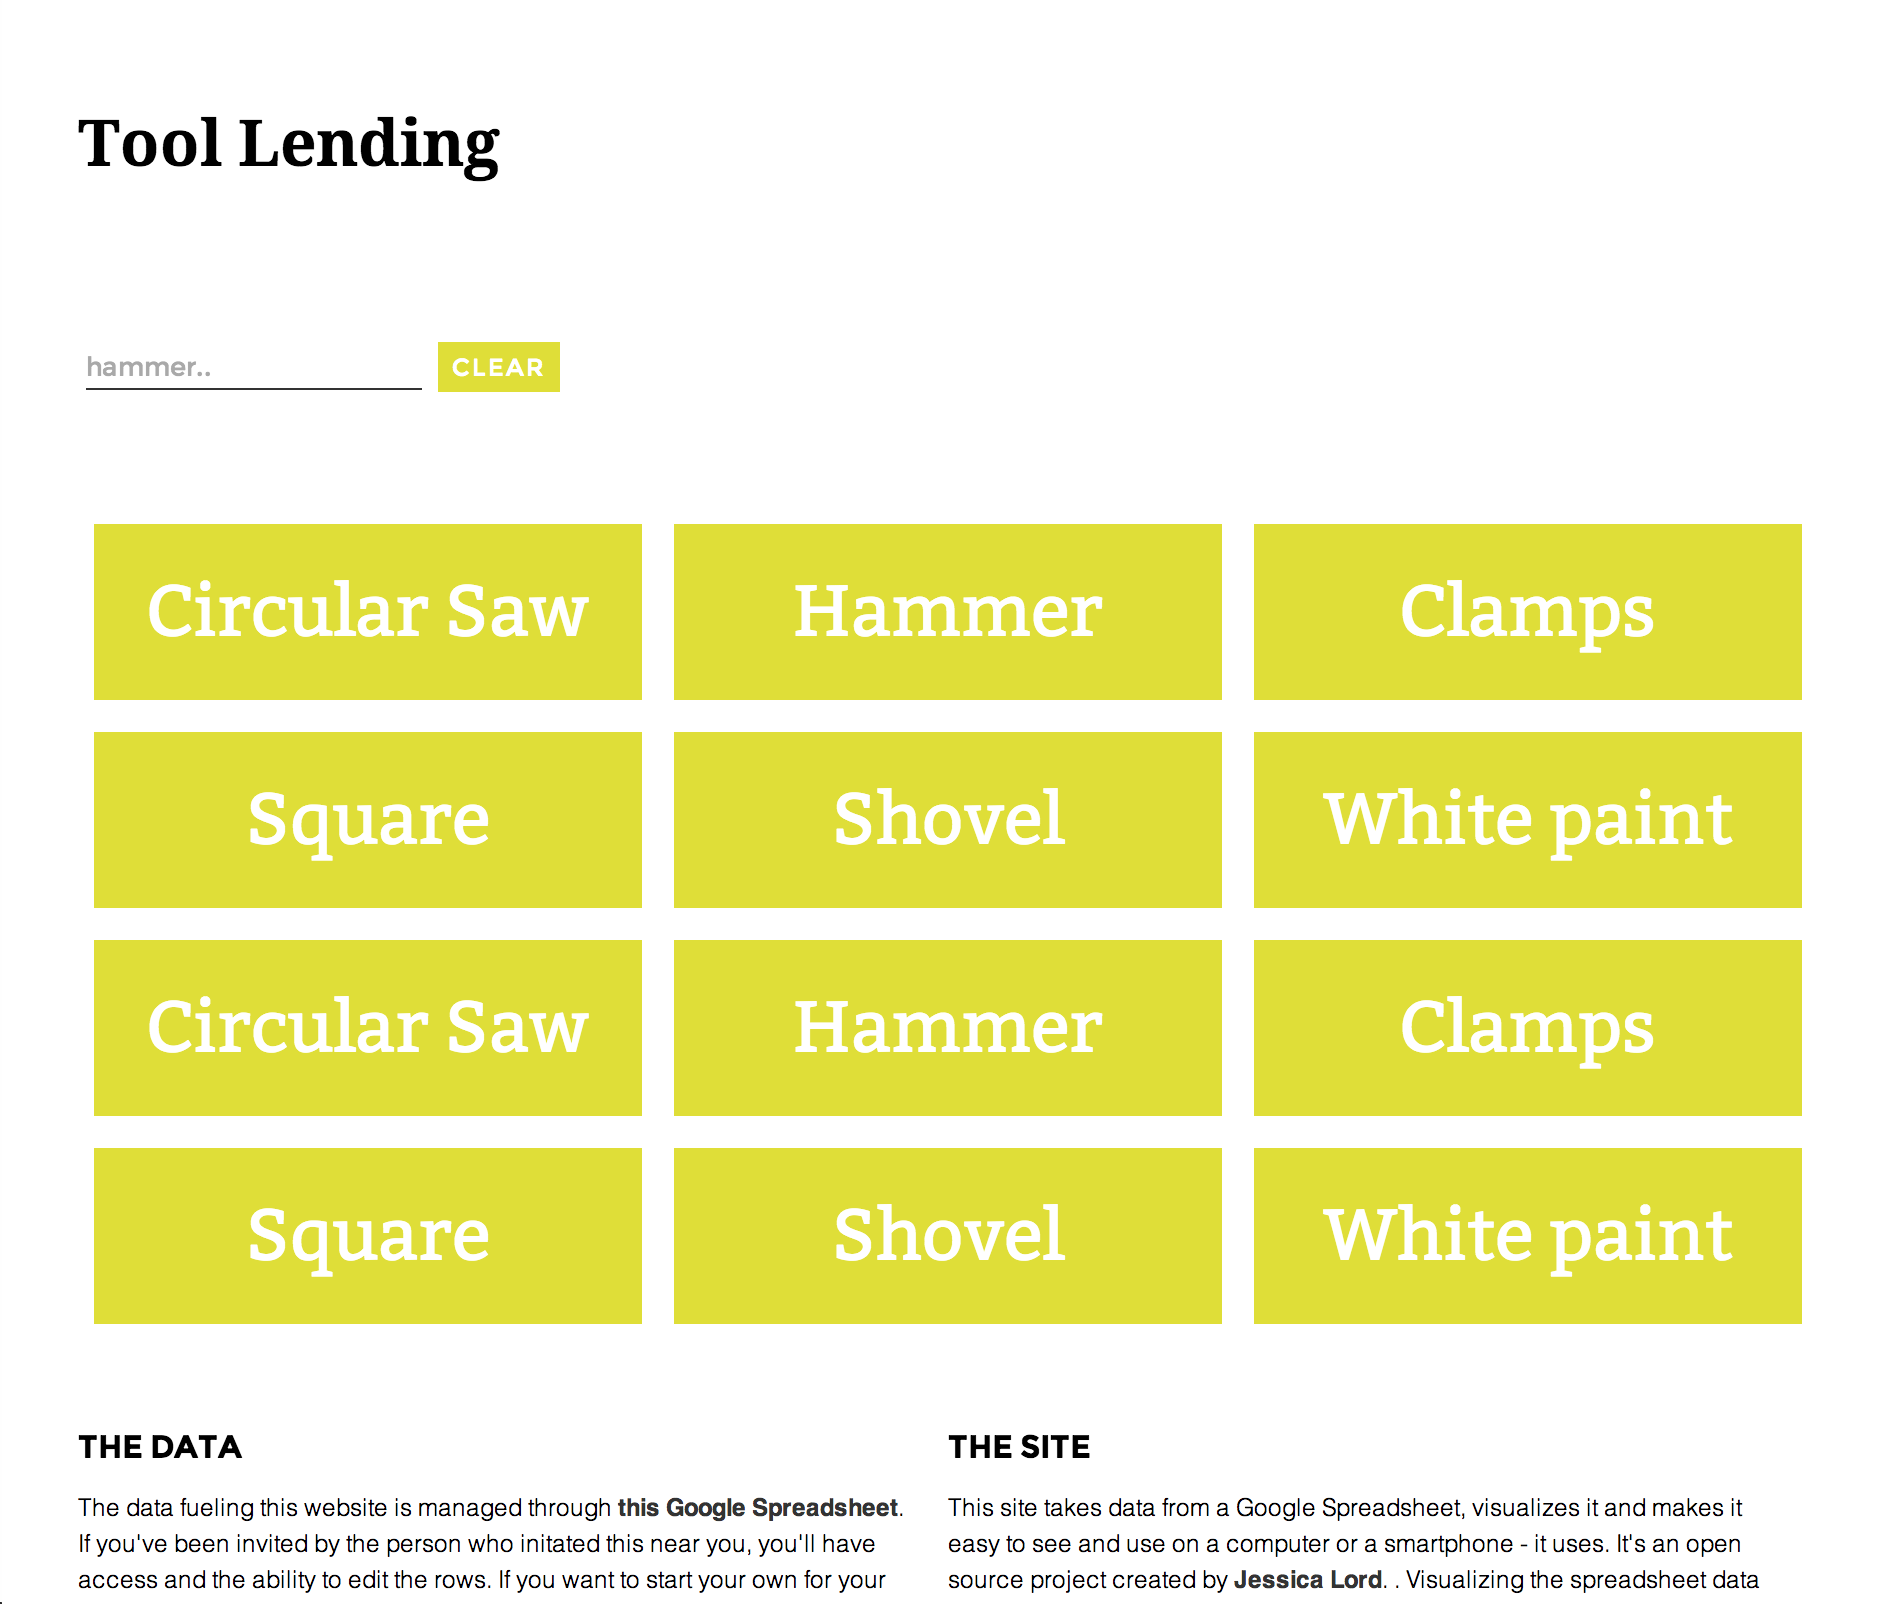 Tool Lending
hammer..
CLEAR
Circular Saw
Hammer
Clamps
Square
Shovel
White paint
Circular Saw
Hammer
Clamps
Square
Shovel
White paint
THE DATA
The data fueling this website is managed through this Google Spreadsheet.
If you've been invited by the person who initated this near you, you'll have
access and the ability to edit the rows. If you want to start your own for your
THE SITE
This site takes data from a Google Spreadsheet, visualizes it and makes it
easy to see and use on a computer or a smartphone - it uses. It's an open
source project created by Jessica Lord. . Visualizing the spreadsheet data